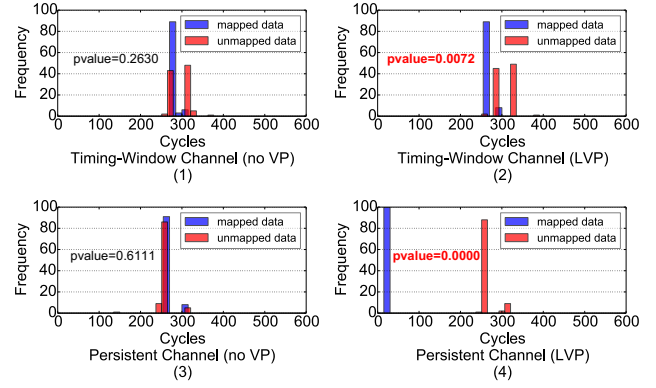 100
80
60
40
20
0
Frequency
mapped data
unmapped data
pvalue=0.2630
0 100 200 300 400 500 600
Cycles
Timing-Window Channel (no VP)
(1)
100
80
60
40
20
0
Frequency
mapped data
unmapped data
pvalue=0.0072
0 100 200 300 400 500 600
Cycles
Timing-Window Channel (LVP)
(2)
100
80
60
40
20
0
Frequency
mapped data
unmapped data
pvalue=0.6111
0 100 200 300 400 500 600
Cycles
Persistent Channel (no VP)
(3)
100
80
60
40
20
0
Frequency
mapped data
unmapped data
pvalue=0.0000
0 100 200 300 400 500 600
Cycles
Persistent Channel (LVP)
(4)